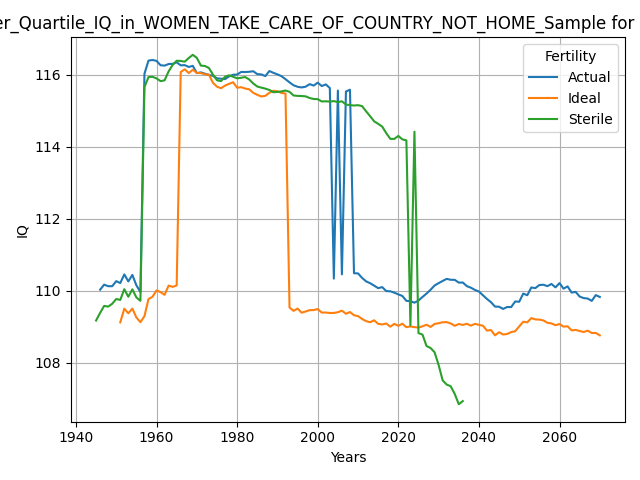 er_Quartile_IQ_in_WOMEN_TAKE_CARE_OF_COUNTRY_NOT_HOME_Sample for
Fertility
Actual
Ideal
Sterile
116
114
112
110
108
IQ
1940
1960
1980
2000
2020
2040
2060
Years